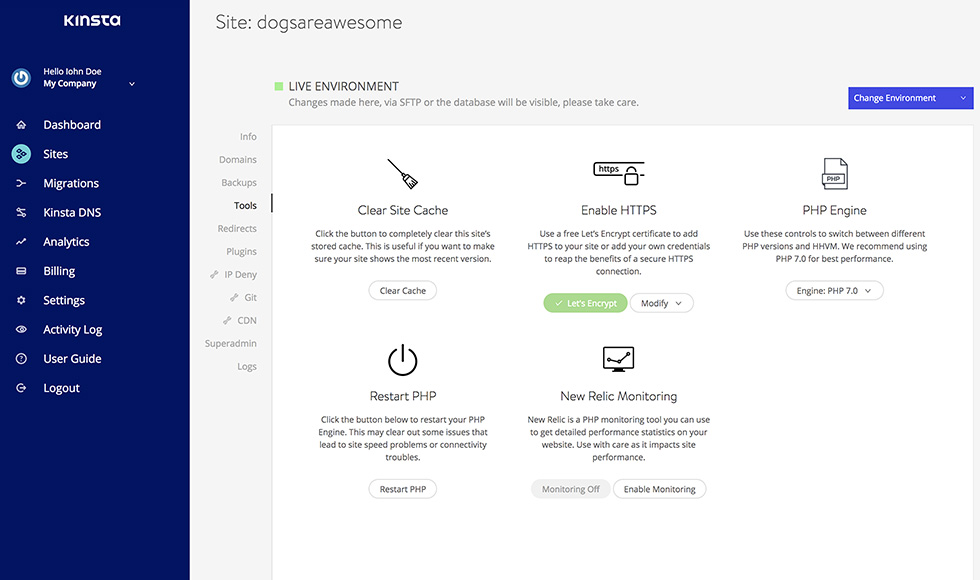 KINSTA
Hello Iohn Doe
My Company
Dashboard
Sites
Migrations
Kinsta DNS
Analytics
Billing
Settings
Activity Log
User Guide
Logout
Site: dogsareawesome
LIVE ENVIRONMENT
Changes made here, via SFTP or the database will be visible, please take care.
Change Environment
Info
Domains
Backups
Tools
Redirects
Plugins
IP Deny
Git
CDN
Superadmin
Logs
Clear Site Cache
Click the button to completely clear this site's
stored cache. This is useful if you want to make
sure your site shows the most recent version.
Clear Cache
https
Enable HTTPS
Use a free Let's Encrypt certificate to add
HTTPS to your site or add your own credentials
to reap the benefits of a secure HTTPS
connection.
Let's Encrypt
Modify
PHP
PHP Engine
Use these controls to switch between different
PHP versions and HHVM. We recommend using
PHP 7.0 for best performance.
Engine: PHP 7.0
Restart PHP
Click the button below to restart your PHP
Engine. This may clear out some issues that
lead to site speed problems or connectivity
troubles.
Restart PHP
New Relic Monitoring
New Relic is a PHP monitoring tool you can use
to get detailed performance statistics on your
website. Use with care as it impacts site
performance.
Monitoring Off
Enable Monitoring